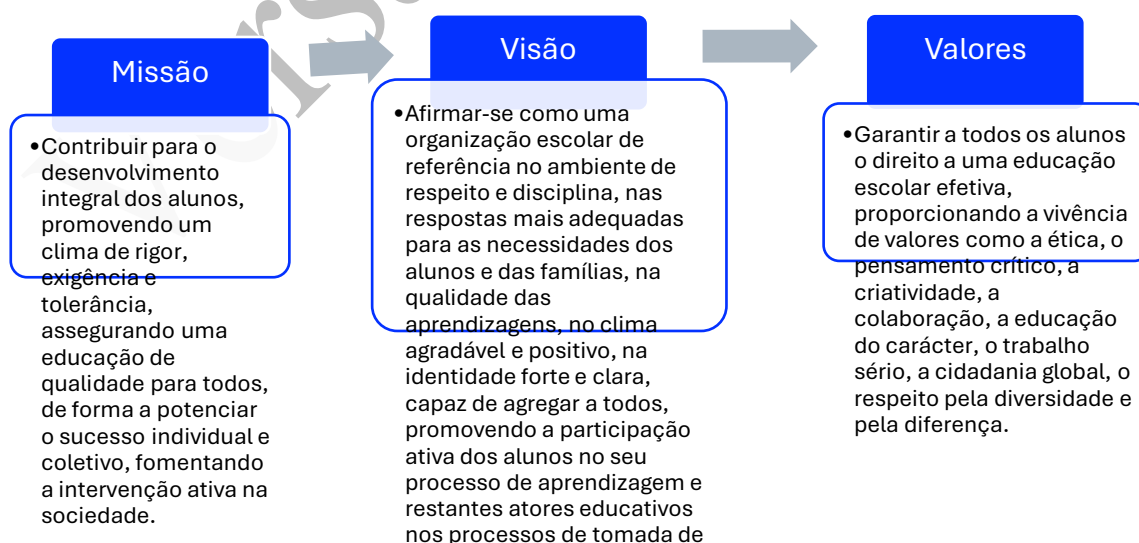 Missão
•Contribuir para o
desenvolvimento
integral dos alunos,
promovendo um
clima de rigor,
exigência e
tolerância,
assegurando uma
educação de
qualidade para todos,
de forma a potenciar
o sucesso individual e
coletivo, fomentando
a intervenção ativa na
sociedade.
Visão
•Afirmar-se como uma
organização escolar de
referência no ambiente de
respeito e disciplina, nas
respostas mais adequadas
para as necessidades dos
alunos e das famílias, na
qualidade das
aprendizagens, no clima
agradável e positivo, na
identidade forte e clara,
capaz de agregar a todos,
promovendo a participação
ativa dos alunos no seu
processo de aprendizagem e
restantes atores educativos
nos processos de tomada de
Valores
•Garantir a todos os alunos
o direito a uma educação
escolar efetiva,
proporcionando a vivência
de valores como a ética, o
pensamento crítico, a
criatividade, a
colaboração, a educação
do carácter, o trabalho
sério, a cidadania global, o
respeito pela diversidade e
pela diferença.